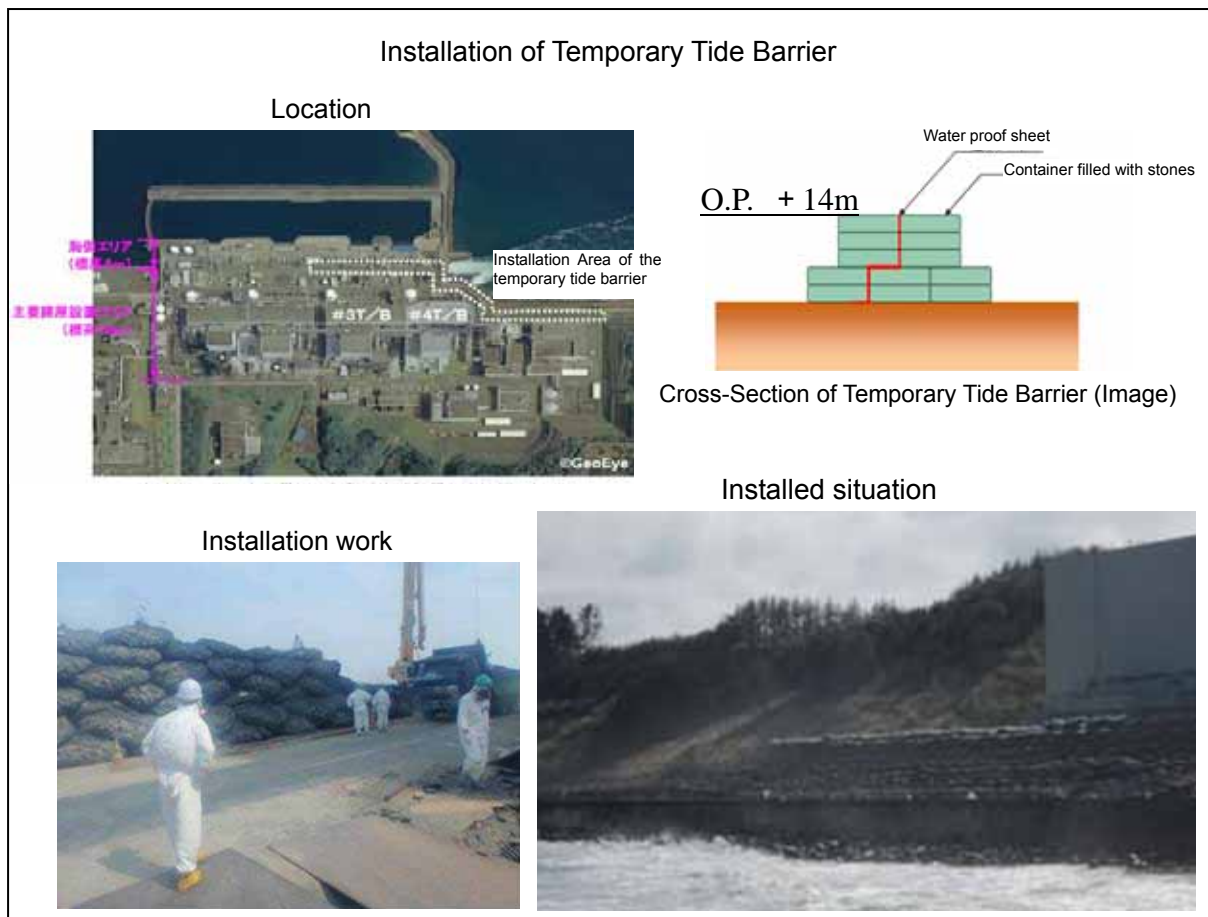 Installation of Temporary Tide Barrier
Location
Installation Area of the
temporary tide barrier
#3T/B #4T/B
©GeoEye
Water proof sheet
Container filled with stones
O.P. + 14m
Cross-Section of Temporary Tide Barrier (Image)
Installation work
Installed situation